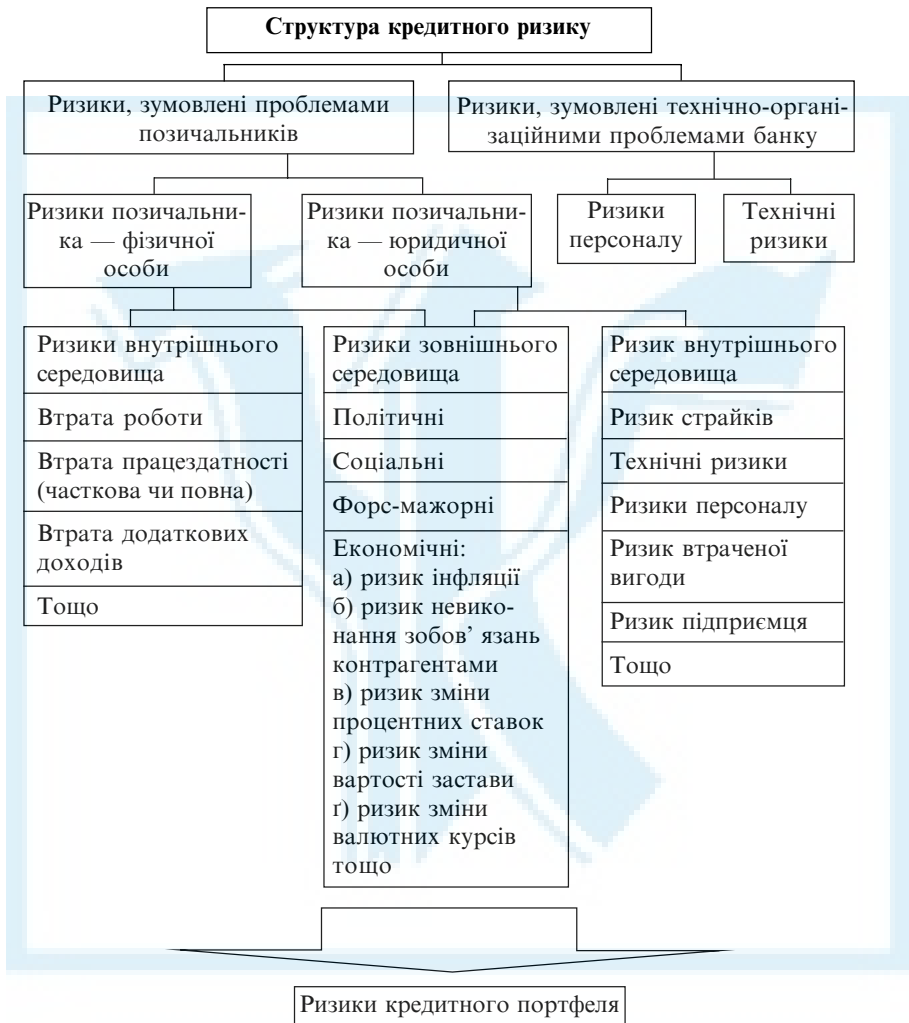 Структура кредитного ризику
Ризики, зумовлені проблемами
позичальників
Ризики, зумовлені технічно-органі-
заційними проблемами банку
Ризики позичальни-
ка — фізичної
особи
Ризики позичальни-
ка — юридичної
особи
Ризики
персоналу
Технічні
ризики
Ризики внутрішнього
середовища
Втрата роботи
Втрата працездатності
(часткова чи повна)
Втрата додаткових
доходів
Тощо
Ризики зовнішнього
середовища
Політичні
Соціальні
Форс-мажорні
Економічні:
а) ризик інфляції
б) ризик невико-
нання зобов’ язань
контрагентами
в) ризик зміни
процентних ставок
г) ризик зміни
вартості застави
ґ) ризик зміни
валютних курсів
тощо
Ризик внутрішнього
середовища
Ризик страйків
Технічні ризики
Ризики персоналу
Ризик втраченої
вигоди
Ризик підприємця
Тощо
Ризики кредитного портфеля